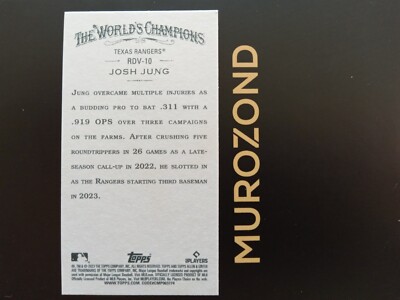 The World's Champions
TEXAS RANGERS®
RDV-10
JOSH JUNG
Jung overcame multiple injuries as
a budding pro to bat .311 with a
.919 OPS over three campaigns
on the farms. After crushing five
roundtrippers in 26 games as a late-
season call-up in 2022, he slotted in
as the Rangers starting third baseman
in 2023.
Topps
PLAYERS
MUROZOND